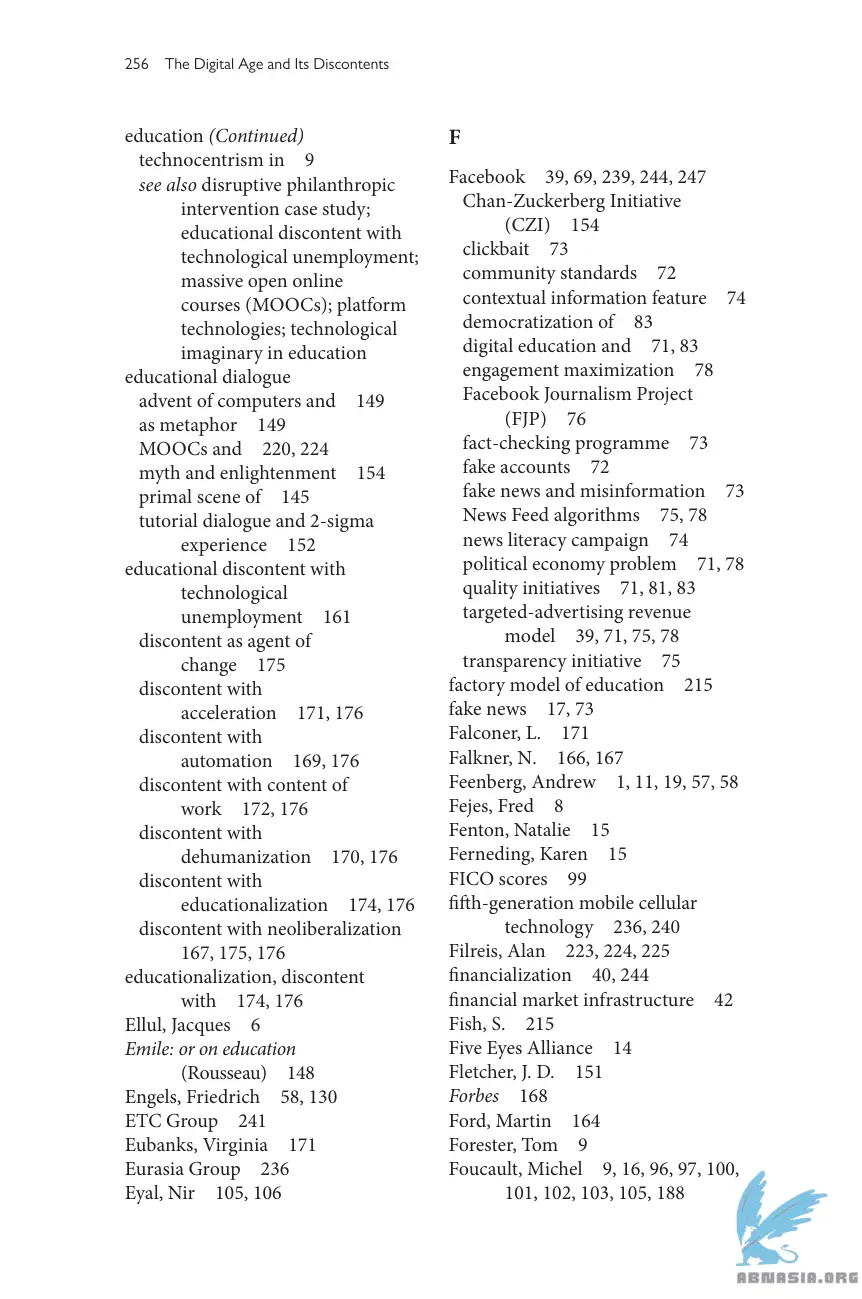 256 The Digital Age and Its Discontents
education (Continued)
technocentrism in 9
see also disruptive philanthropic
intervention case study;
educational discontent with
technological unemployment;
massive open online
courses (MOOCs); platform
technologies; technological
imaginary in education
educational dialogue
advent of computers and 149
as metaphor 149
MOOCs and 220, 224
myth and enlightenment 154
primal scene of 145
tutorial dialogue and 2-sigma
experience 152
educational discontent with
technological
unemployment 161
discontent as agent of
change 175
discontent with
acceleration 171, 176
discontent with
automation 169, 176
discontent with content of
work 172, 176
discontent with
dehumanization 170, 176
discontent with
educationalization 174, 176
discontent with neoliberalization
167, 175, 176
educationalization, discontent
with 174, 176
Ellul, Jacques 6
Emile: or on education
(Rousseau) 148
Engels, Friedrich 58, 130
ETC Group 241
Eubanks, Virginia 171
Eurasia Group 236
Eyal, Nir 105, 106
F
Facebook 39, 69, 239, 244, 247
Chan-Zuckerberg Initiative
(CZI) 154
clickbait 73
community standards 72
contextual information feature 74
democratization of 83
digital education and 71, 83
engagement maximization 78
Facebook Journalism Project
(FJP) 76
fact-checking programme 73
fake accounts 72
fake news and misinformation 73
News Feed algorithms 75, 78
news literacy campaign 74
political economy problem 71, 78
quality initiatives 71, 81, 83
targeted-advertising revenue
model 39, 71, 75, 78
transparency initiative 75
factory model of education 215
fake news 17, 73
Falconer, L. 171
Falkner, N. 166, 167
Feenberg, Andrew 1, 11, 19, 57, 58
Fejes, Fred 8
Fenton, Natalie 15
Ferneding, Karen 15
FICO scores 99
fifth-generation mobile cellular
technology 236, 240
Filreis, Alan 223, 224, 225
financialization 40, 244
financial market infrastructure 42
Fish, S. 215
Five Eyes Alliance 14
Fletcher, J. D. 151
Forbes 168
Ford, Martin 164
Forester, Tom 9
Foucault, Michel 9, 16, 96, 97, 100,
101, 102, 103, 105, 188
ABNASIA.ORG